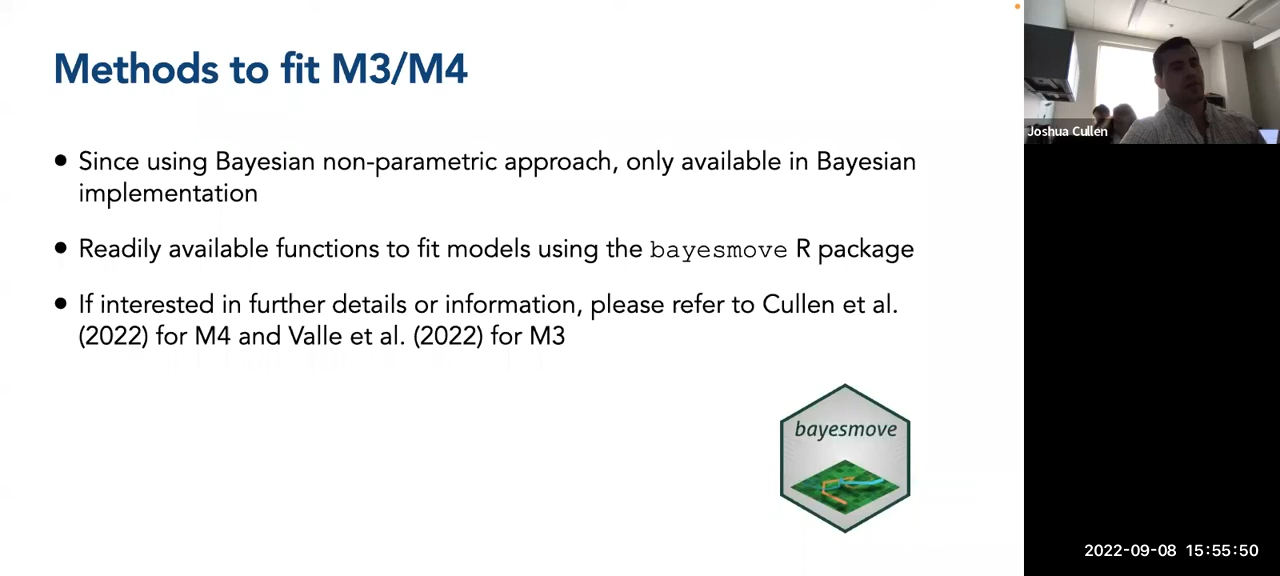 Methods to fit M3/M4
● Since using Bayesian non-parametric approach, only available in Bayesian
implementation
● Readily available functions to fit models using the bayesmove R package
● If interested in further details or information, please refer to Cullen et al.
(2022) for M4 and Valle et al. (2022) for M3
bayesmove
Joshua Cullen
2022-09-08 15:55:50